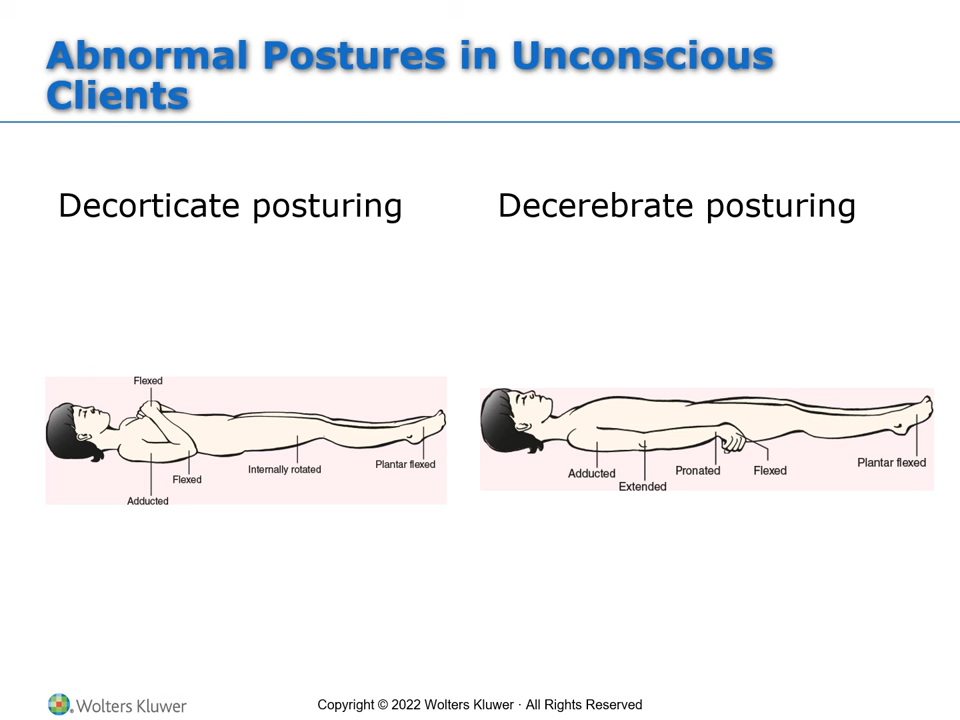 Abnormal Postures in Unconscious
Clients
Decorticate posturing
Decerebrate posturing
Flexed
Internally rotated
Plantar flexed
Flexed
Adducted
Adducted
Pronated
Flexed
Plantar flexed
Extended
Wolters Kluwer
Copyright © 2022 Wolters Kluwer · All Rights Reserved